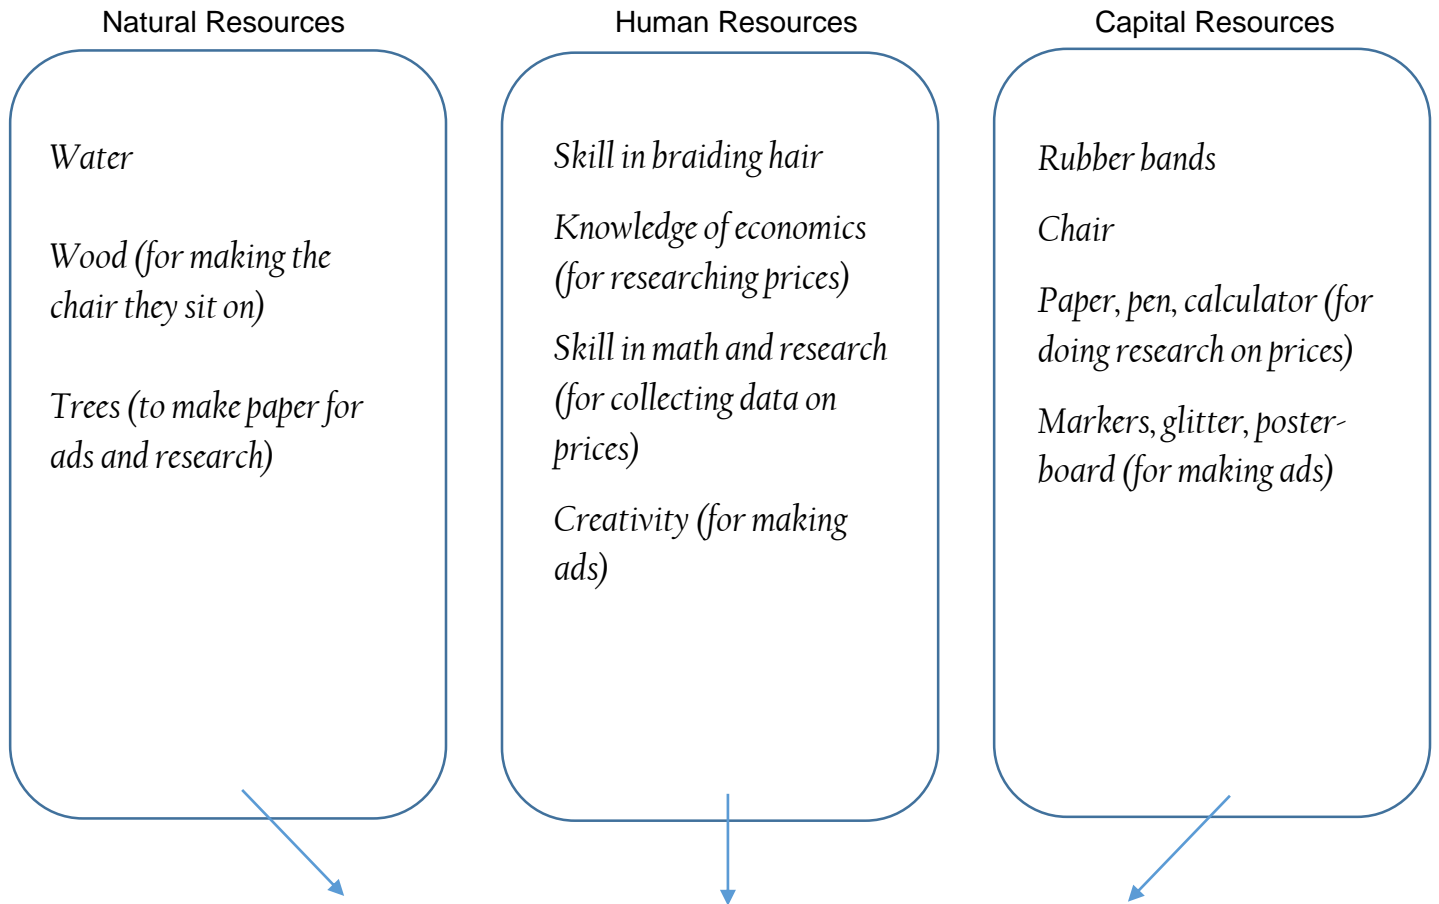 Natural Resources
Human Resources
Capital Resources
Water
Wood (for making the
chair they sit on)
Trees (to make paper for
ads and research)
Skill in braiding hair
Knowledge of economics
(for researching prices)
Skill in math and research
(for collecting data on
prices)
Creativity (for making
ads)
Rubber bands
Chair
Paper, pen, calculator (for
doing research on prices)
Markers, glitter, poster-
board (for making ads)